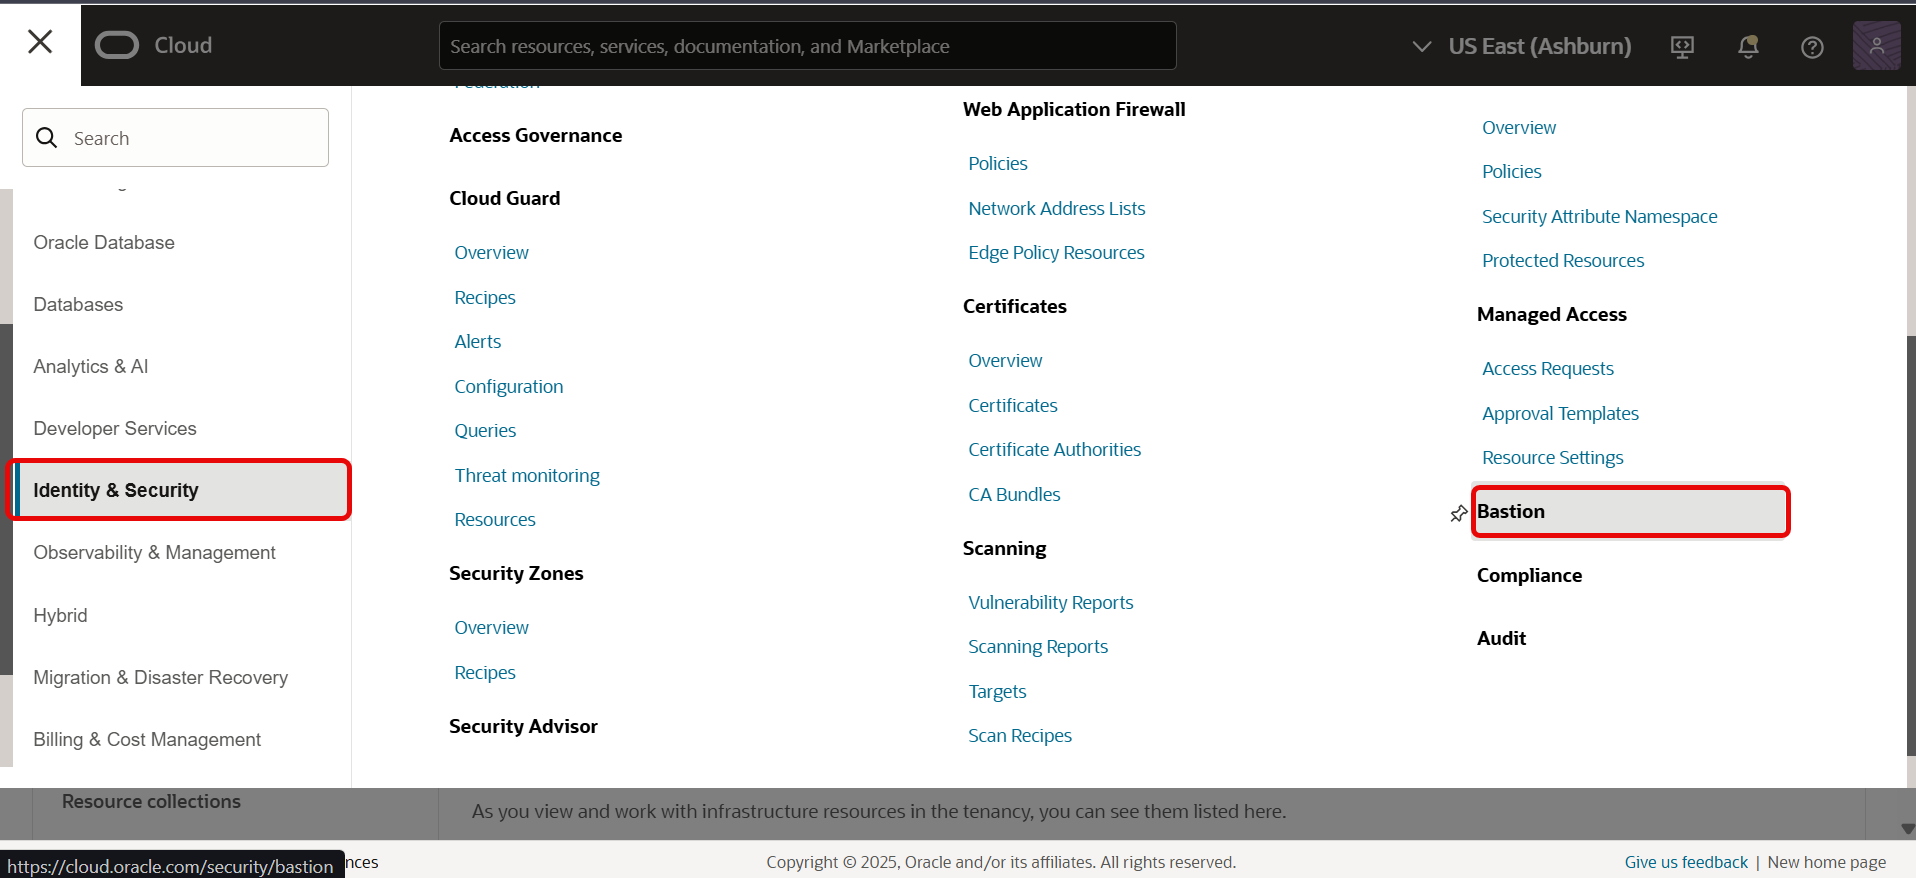 Cloud
Search resources, services, documentation, and Marketplace
US East (Ashburn)
Search
Oracle Database
Databases
Analytics & AI
Developer Services
Identity & Security
Observability & Management
Hybrid
Migration & Disaster Recovery
Billing & Cost Management
Access Governance
Cloud Guard
Overview
Recipes
Alerts
Configuration
Queries
Threat monitoring
Resources
Security Zones
Overview
Recipes
Security Advisor
Web Application Firewall
Policies
Network Address Lists
Edge Policy Resources
Certificates
Overview
Certificates
Certificate Authorities
CA Bundles
Scanning
Vulnerability Reports
Scanning Reports
Targets
Scan Recipes
Overview
Policies
Security Attribute Namespace
Protected Resources
Managed Access
Access Requests
Approval Templates
Resource Settings
Bastion
Compliance
Audit
Resource collections
As you view and work with infrastructure resources in the tenancy, you can see them listed here.
https://cloud.oracle.com/security/bastion
nces
Copyright © 2025, Oracle and/or its affiliates. All rights reserved.
Give us feedback | New home page